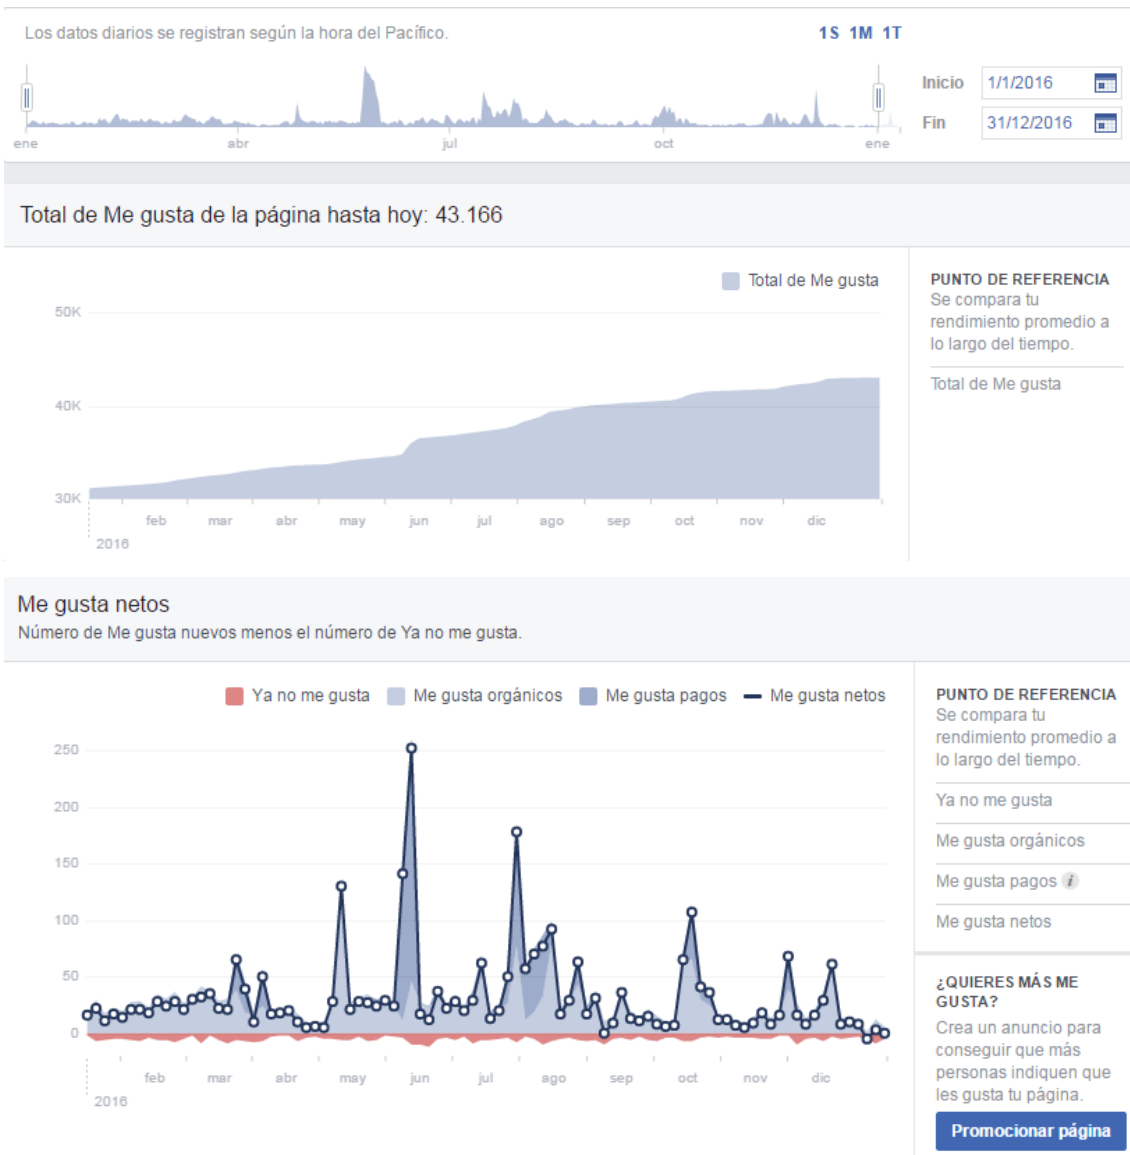 Los datos diarios se registran según la hora del Pacífico.
1S 1M 1T
Inicio 1/1/2016
Fin 31/12/2016
ene abr jul oct ene
Total de Me gusta de la página hasta hoy: 43.166
Total de Me gusta
50K
40K
30K
feb mar abr may jun jul ago sep oct nov dic
2016
PUNTO DE REFERENCIA
Se compara tu
rendimiento promedio a
lo largo del tiempo.
Total de Me gusta
Me gusta netos
Número de Me gusta nuevos menos el número de Ya no me gusta.
Ya no me gusta Me gusta orgánicos Me gusta pagos Me gusta netos
250
200
150
100
50
0
feb mar abr may jun jul ago sep oct nov dic
2016
PUNTO DE REFERENCIA
Se compara tu
rendimiento promedio a
lo largo del tiempo.
Ya no me gusta
Me gusta orgánicos
Me gusta pagos i
Me gusta netos
¿QUIERES MÁS ME
GUSTA?
Crea un anuncio para
conseguir que más
personas indiquen que
les gusta tu página.
Promocionar página